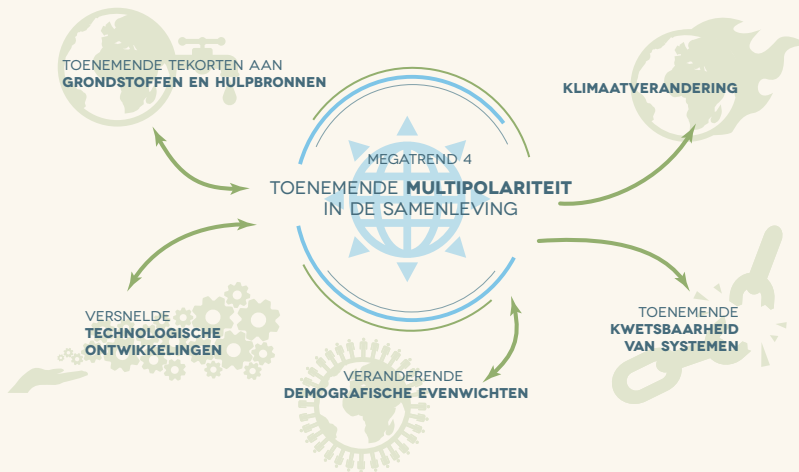 TOENEMENDE TEKORTEN AAN
GRONDSTOFFEN EN HULPBRONNEN
KLIMAATVERANDERING
MEGATREND 4
TOENEMENDE MULTIPOLARITEIT
IN DE SAMENLEVING
VERSNELDE
TECHNOLOGISCHE
ONTWIKKELINGEN
TOENEMENDE
KWETSBAARHEID
VAN SYSTEMEN
VERANDERENDE
DEMOGRAFISCHE EVENWICHTEN